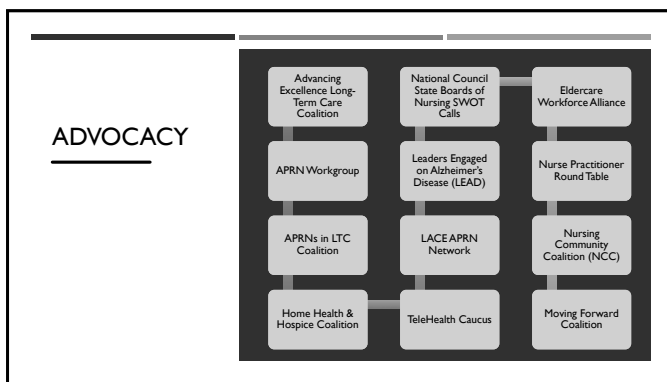 ADVOCACY
Advancing
Excellence Long-
Term Care
Coalition
APRN Workgroup
APRNs in LTC
Coalition
Home Health &
Hospice Coalition
TeleHealth Caucus
LACE APRN
Network
Leaders Engaged
on Alzheimer's
Disease (LEAD)
National Council
State Boards of
Nursing SWOT
Calls
Eldercare
Workforce Alliance
Nurse Practitioner
Round Table
Nursing
Community
Coalition (NCC)
Moving Forward
Coalition